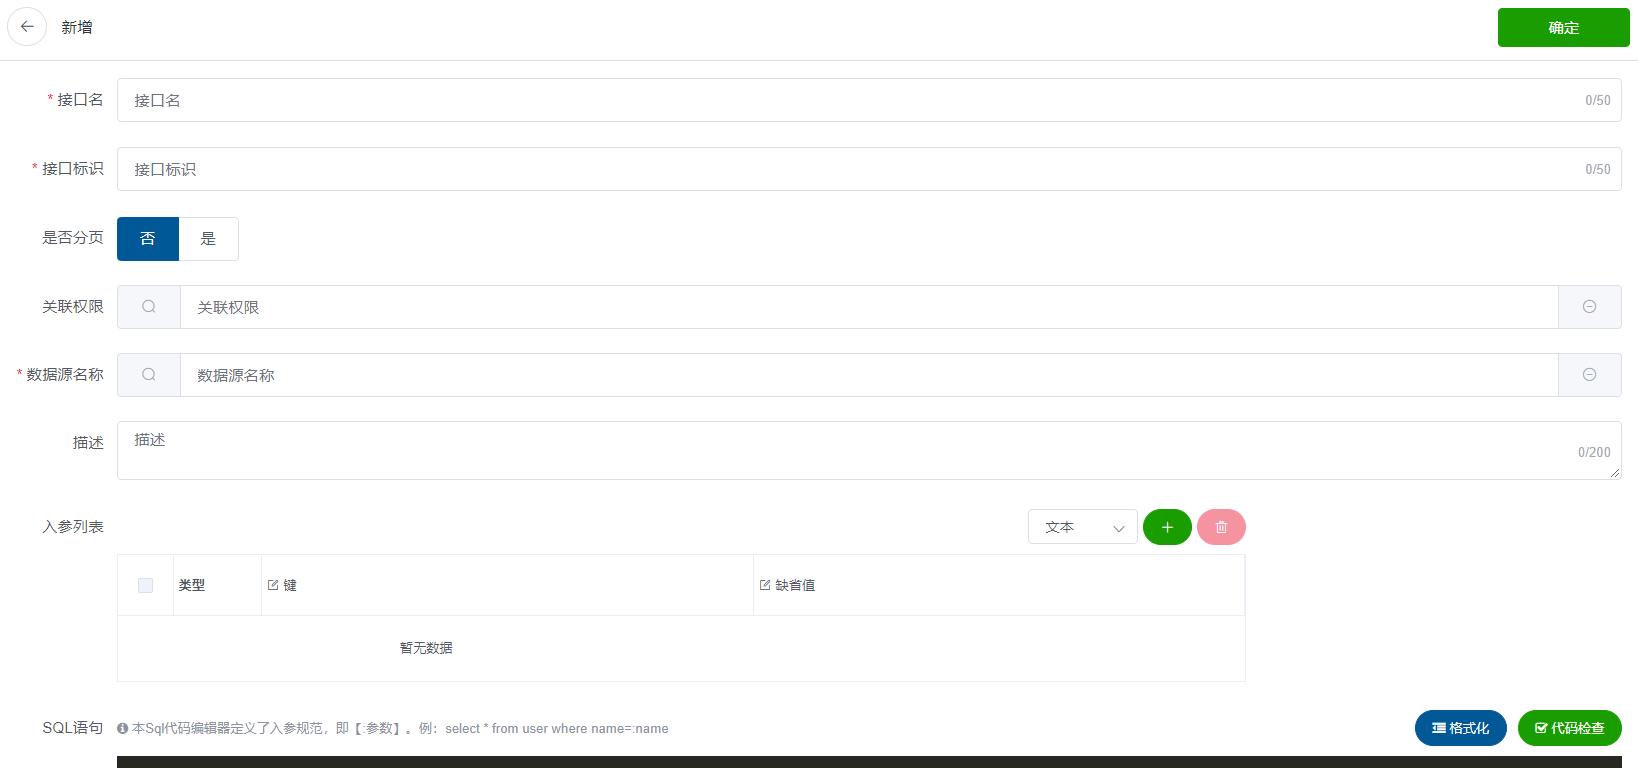 新增
确定
* 接口名
接口名
0/50
* 接口标识
接口标识
0/50
是否分页
否
是
关联权限
关联权限
* 数据源名称
数据源名称
描述
描述
0/200
入参列表
文本
类型
键
缺省值
暂无数据
SQL语句
本Sql代码编辑器定义了入参规范，即【:参数】。例：select * from user where name=:name
格式化
代码检查